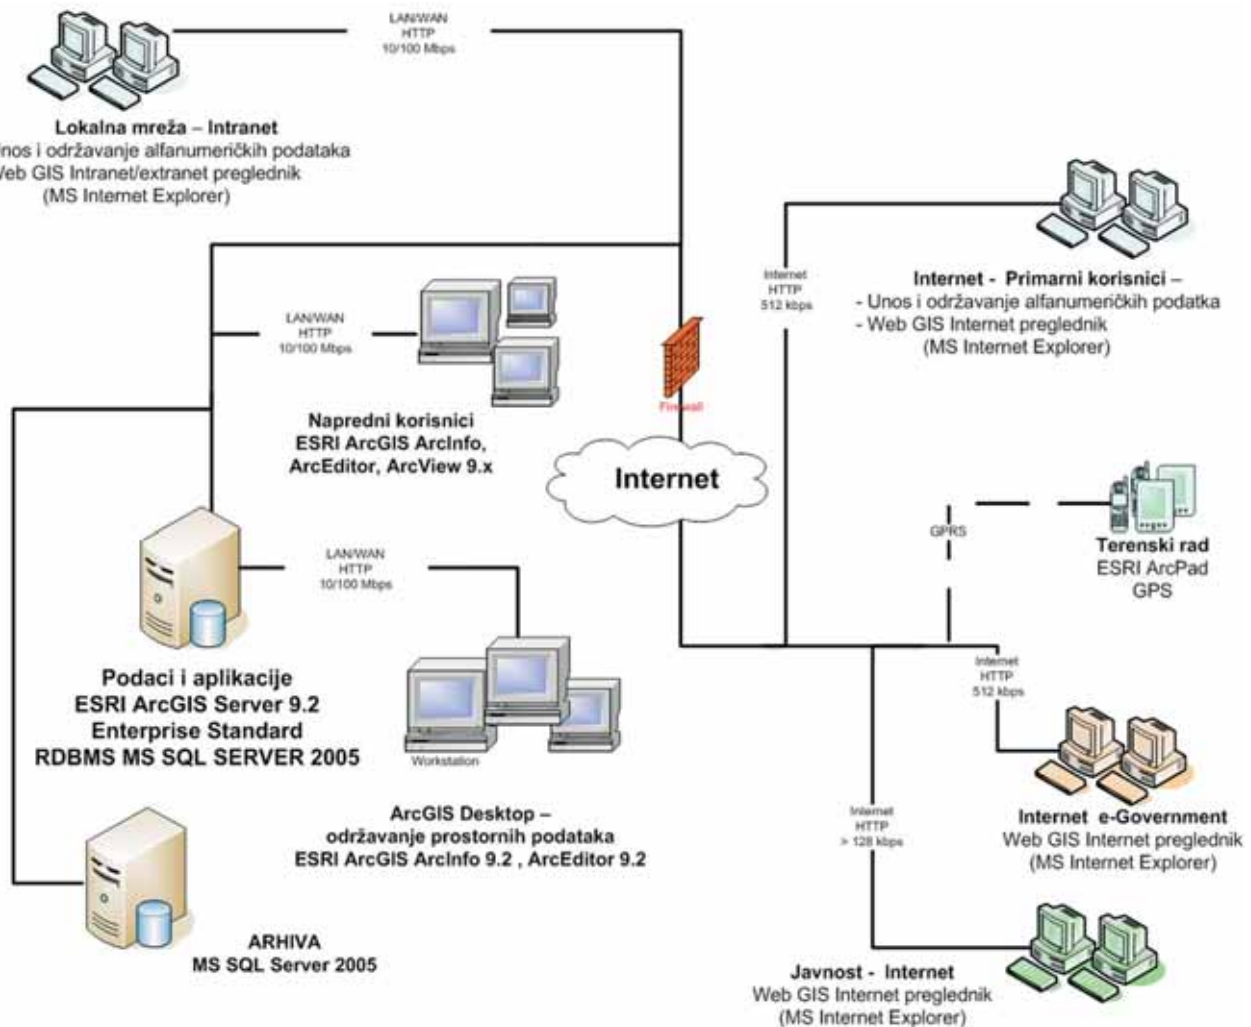 LAN/WAN
HTTP
10/100 Mbps
Lokalna mreža – Intranet
nos i održavanje alfanumeričkih podataka
eb GIS Intranet/extranet preglednik
(MS Internet Explorer)
Internet
HTTP
512 kbps
Internet - Primarni korisnici –
- Unos i održavanje alfanumeričkih podatka
- Web GIS Internet preglednik
(MS Internet Explorer)
LAN/WAN
HTTP
10/100 Mbps
Napredni korisnici
ESRI ArcGIS ArcInfo,
ArcEditor, ArcView 9.x
Firewall
Internet
GPRS
Terenski rad
ESRI ArcPad
GPS
LAN/WAN
HTTP
10/100 Mbps
Podaci i aplikacije
ESRI ArcGIS Server 9.2
Enterprise Standard
RDBMS MS SQL SERVER 2005
Workstation
ArcGIS Desktop –
održavanje prostornih podataka
ESRI ArcGIS ArcInfo 9.2 , ArcEditor 9.2
Internet
HTTP
512 kbps
Internet e-Government
Web GIS Internet preglednik
(MS Internet Explorer)
Internet
HTTP
> 128 kbps
ARHIVA
MS SQL Server 2005
Javnost - Internet
Web GIS Internet preglednik
(MS Internet Explorer)